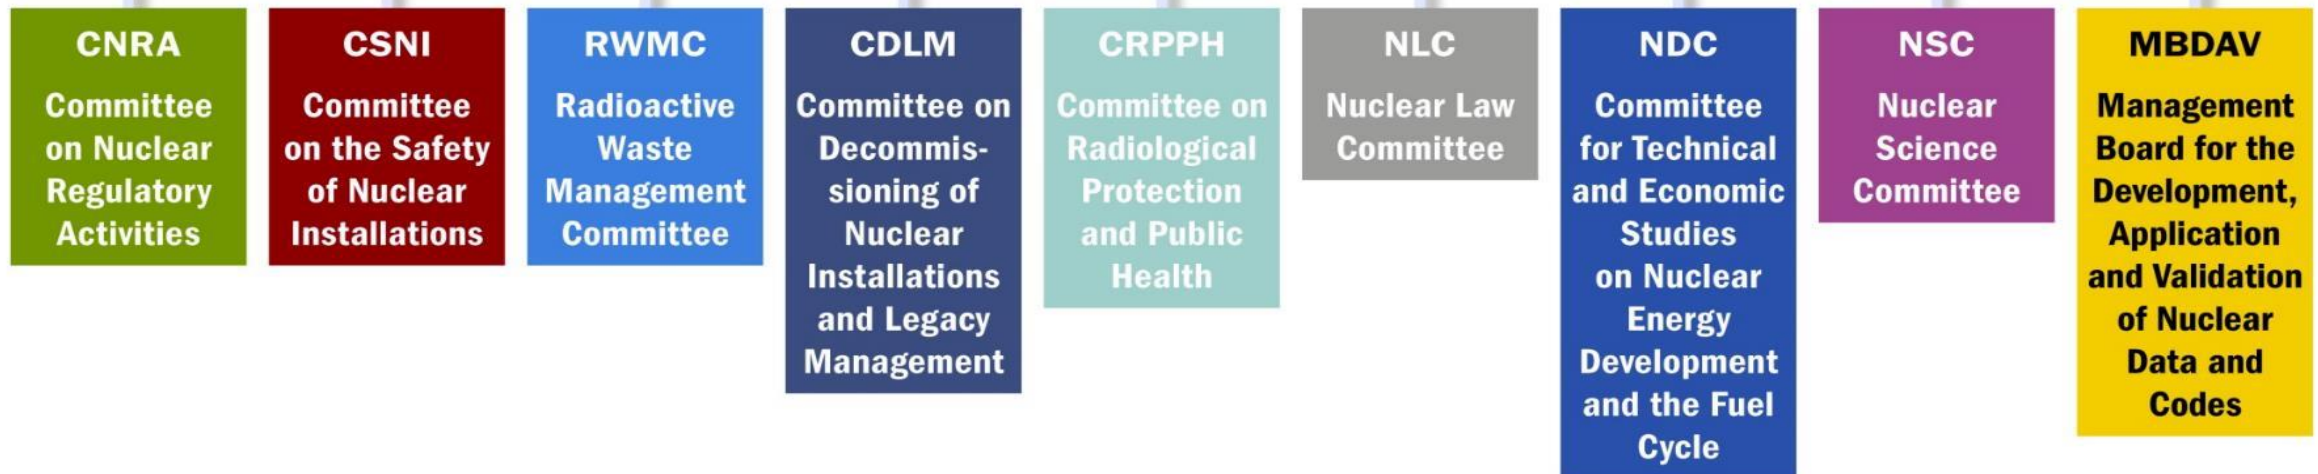 CNRA
Committee
on Nuclear
Regulatory
Activities
CSNI
Committee
on the Safety
of Nuclear
Installations
RWMC
Radioactive
Waste
Management
Committee
CDLM
Committee on
Decommis-
sioning of
Nuclear
Installations
and Legacy
Management
CRPPH
Committee on
Radiological
Protection
and Public
Health
NLC
Nuclear Law
Committee
NDC
Committee
for Technical
and Economic
Studies
on Nuclear
Energy
Development
and the Fuel
Cycle
NSC
Nuclear
Science
Committee
MBDAV
Management
Board for the
Development,
Application
and Validation
of Nuclear
Data and
Codes